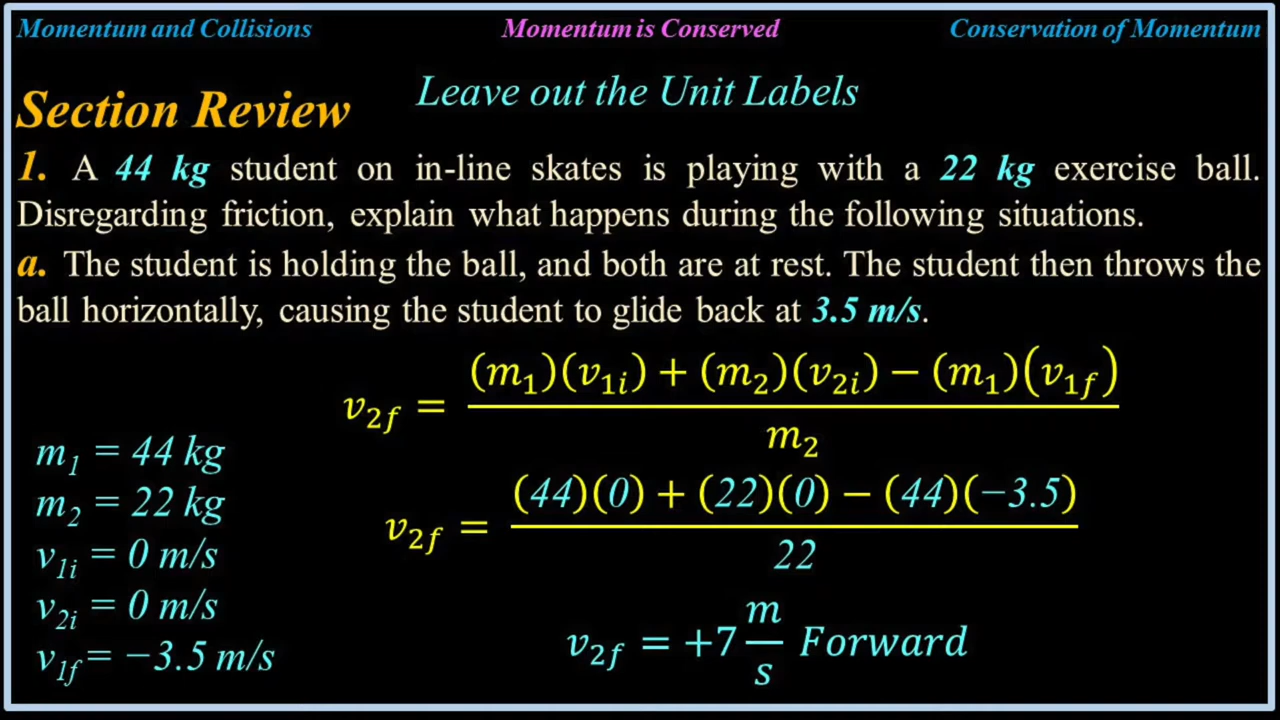 Momentum and Collisions
Momentum is Conserved
Conservation of Momentum
Section Review
Leave out the Unit Labels
1. A 44 kg student on in-line skates is playing with a 22 kg exercise ball.
Disregarding friction, explain what happens during the following situations.
a. The student is holding the ball, and both are at rest. The student then throws the
ball horizontally, causing the student to glide back at 3.5 m/s.
v₂f = (m₁)(v₁ᵢ) + (m₂)(v₂ᵢ) − (m₁)(v₁f) / m₂
m₁ = 44 kg
m₂ = 22 kg
v₁ᵢ = 0 m/s
v₂ᵢ = 0 m/s
v₁f = −3.5 m/s
v₂f = (44)(0) + (22)(0) − (44)(−3.5) / 22
v₂f = +7 m/s Forward